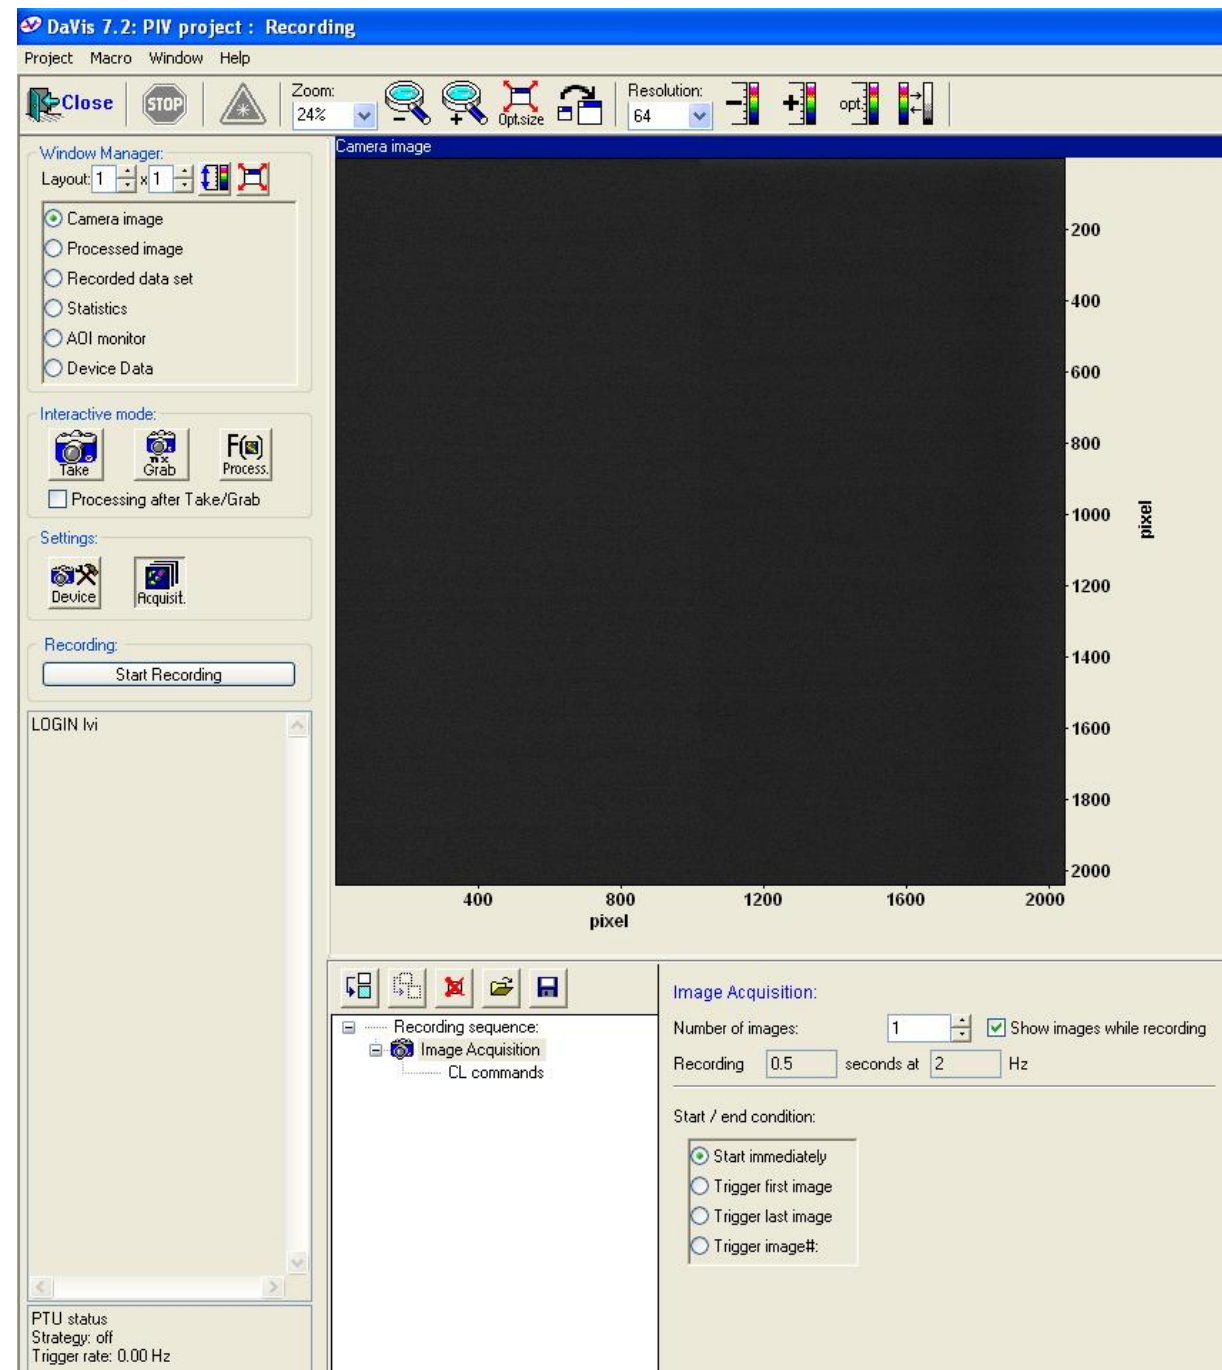 DaVis 7.2: PIV project : Recording
Project Macro Window Help
Close
STOP
Zoom:
24%
Opt.size
Resolution:
64
opt.
Window Manager:
Layout: 1 x 1
Camera image
Processed image
Recorded data set
Statistics
AOI monitor
Device Data
Interactive mode:
Take
n x
Grab
F( )
Process.
Processing after Take/Grab
Settings:
Device
Acquisit.
Recording:
Start Recording
LOGIN lvi
PTU status
Strategy: off
Trigger rate: 0.00 Hz
Camera image
200
400
600
800
1000
1200
1400
1600
1800
2000
pixel
400 800 1200 1600 2000
pixel
Recording sequence:
Image Acquisition
CL commands
Image Acquisition:
Number of images: 1 Show images while recording
Recording 0.5 seconds at 2 Hz
Start / end condition:
Start immediately
Trigger first image
Trigger last image
Trigger image#: